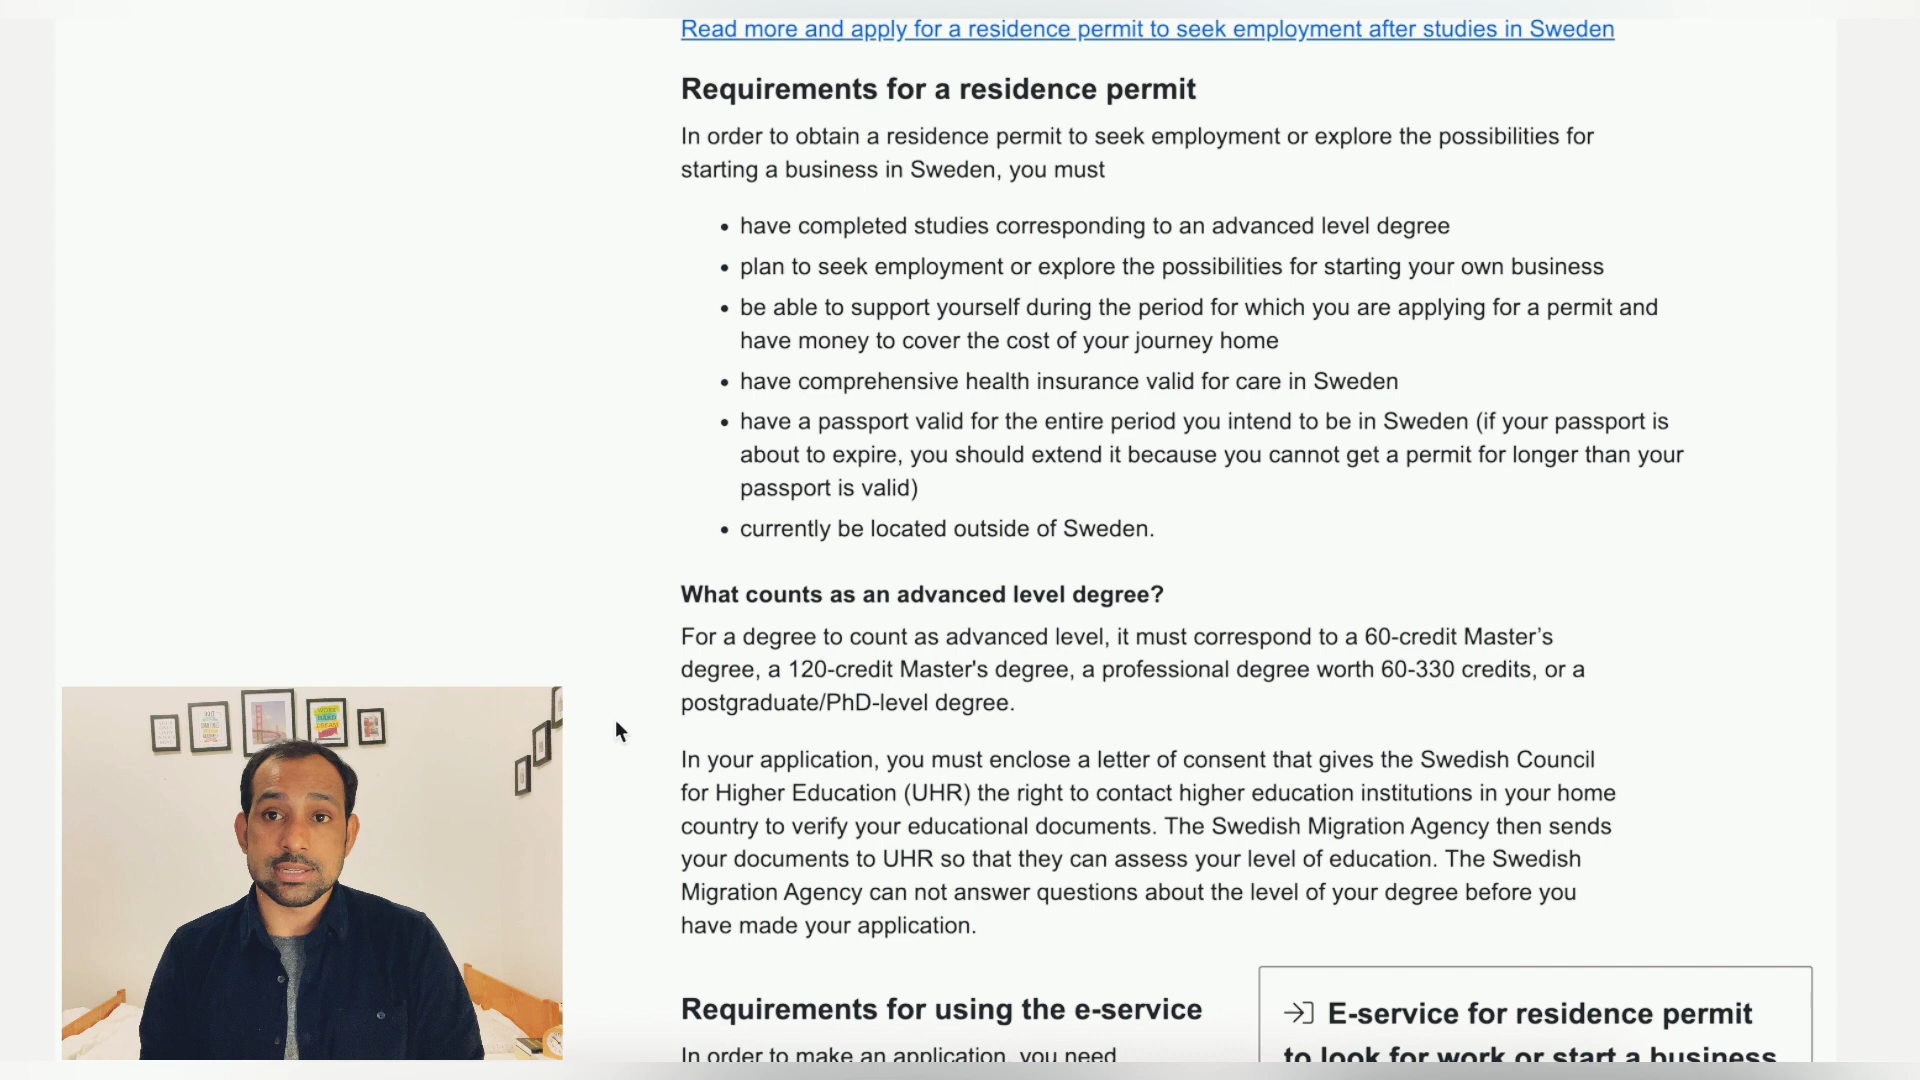 Read more and apply for a residence permit to seek employment after studies in Sweden
Requirements for a residence permit
In order to obtain a residence permit to seek employment or explore the possibilities for
starting a business in Sweden, you must
• have completed studies corresponding to an advanced level degree
• plan to seek employment or explore the possibilities for starting your own business
• be able to support yourself during the period for which you are applying for a permit and
have money to cover the cost of your journey home
• have comprehensive health insurance valid for care in Sweden
• have a passport valid for the entire period you intend to be in Sweden (if your passport is
about to expire, you should extend it because you cannot get a permit for longer than your
passport is valid)
• currently be located outside of Sweden.
What counts as an advanced level degree?
For a degree to count as advanced level, it must correspond to a 60-credit Master’s
degree, a 120-credit Master's degree, a professional degree worth 60-330 credits, or a
postgraduate/PhD-level degree.
In your application, you must enclose a letter of consent that gives the Swedish Council
for Higher Education (UHR) the right to contact higher education institutions in your home
country to verify your educational documents. The Swedish Migration Agency then sends
your documents to UHR so that they can assess your level of education. The Swedish
Migration Agency can not answer questions about the level of your degree before you
have made your application.
Requirements for using the e-service
In order to make an application, you need
E-service for residence permit
to look for work or start a business